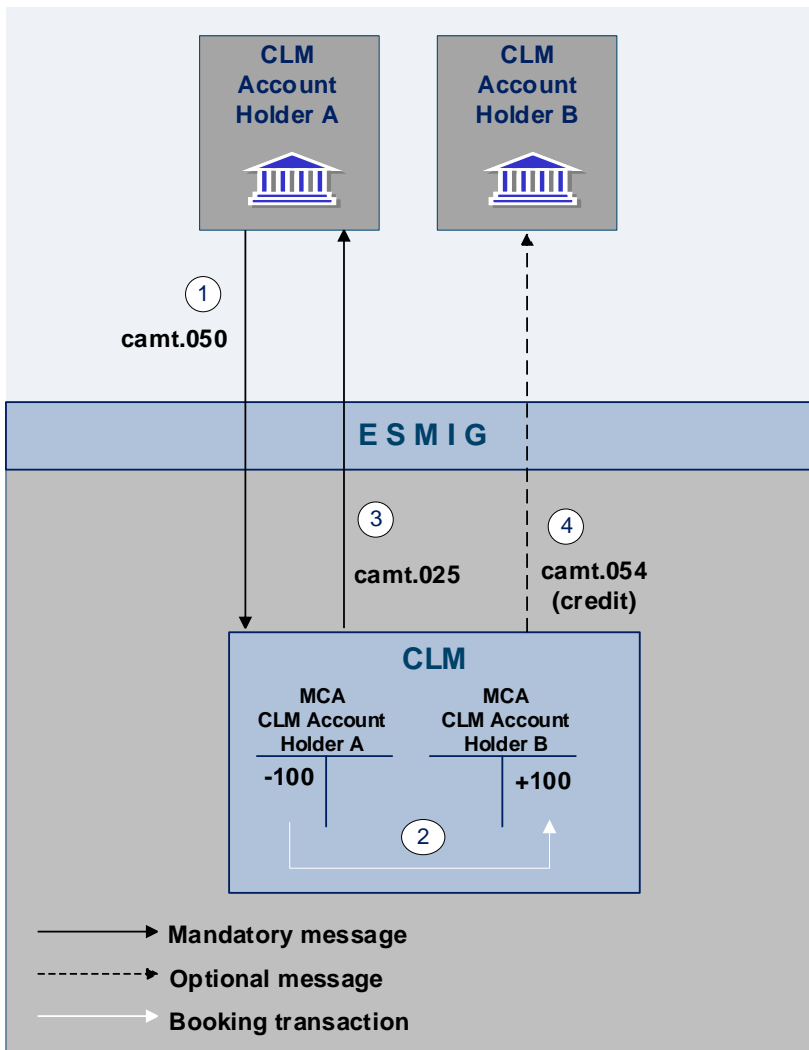 CLM
Account
Holder A
CLM
Account
Holder B
1
camt.050
E S M I G
3
camt.025
4
camt.054
(credit)
CLM
MCA
CLM Account
Holder A
-100
MCA
CLM Account
Holder B
+100
2
Mandatory message
Optional message
Booking transaction